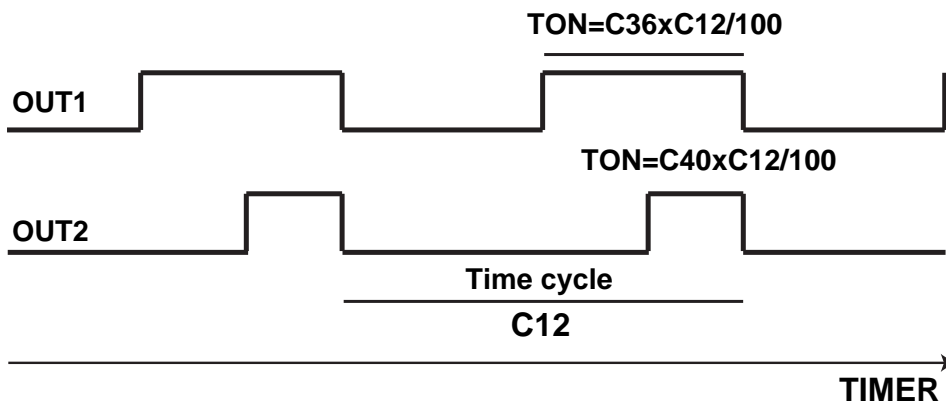 TON=C36xC12/100
OUT1
TON=C40xC12/100
OUT2
Time cycle
C12
TIMER